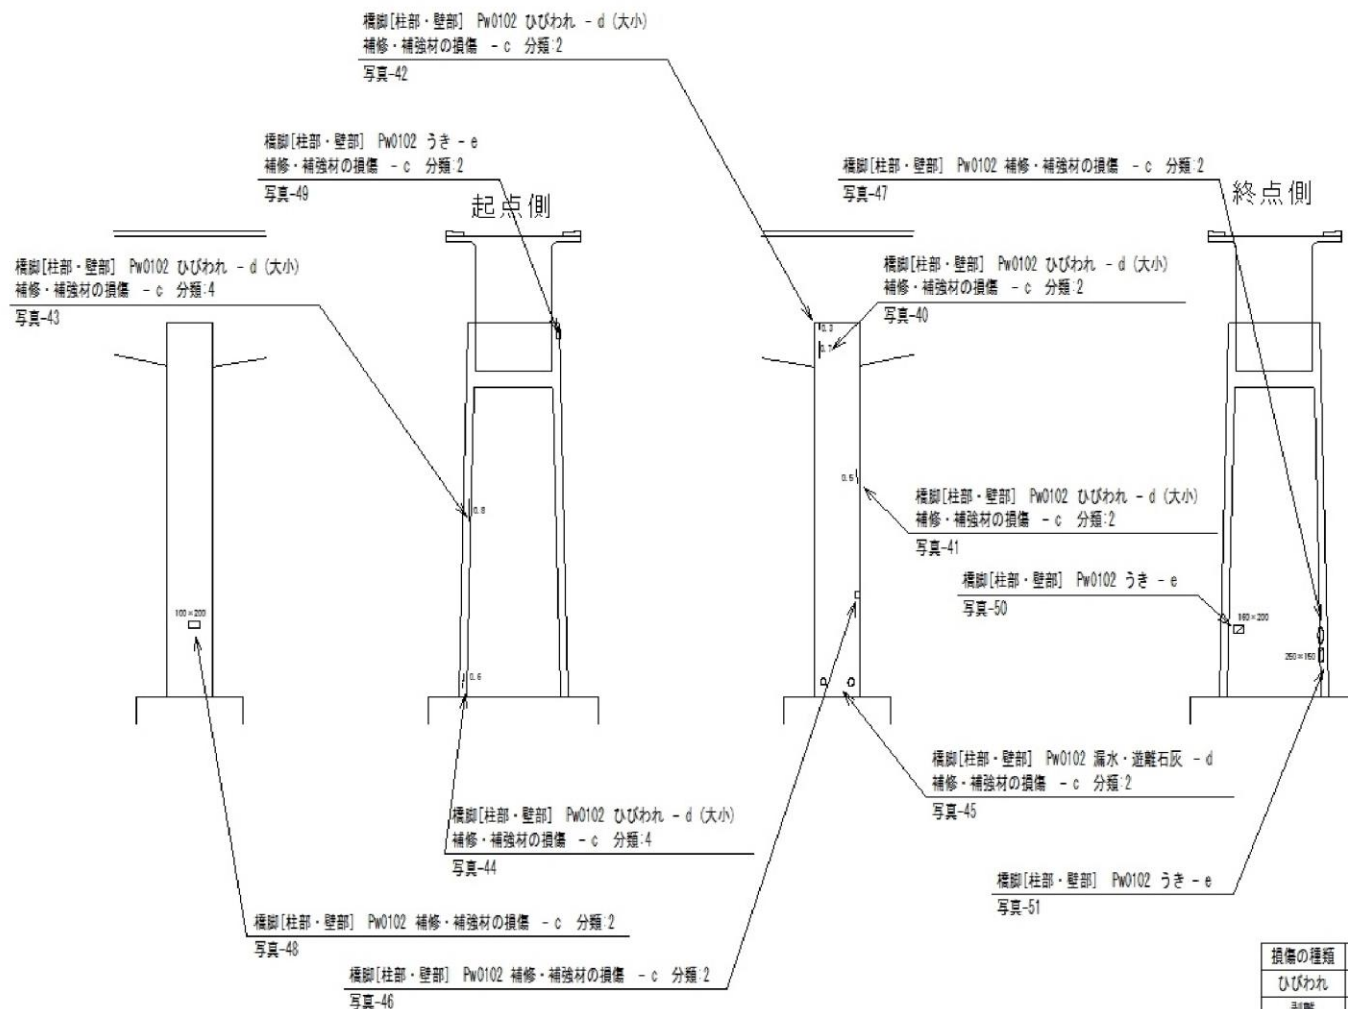 橋脚[柱部・壁部] Pw0102 ひびわれ - d (大小)
補修・補強材の損傷 - c 分類:2
写真-42
橋脚[柱部・壁部] Pw0102 うき - e
補修・補強材の損傷 - c 分類:2
写真-49
起点側
橋脚[柱部・壁部] Pw0102 補修・補強材の損傷 - c 分類:2
写真-47
終点側
橋脚[柱部・壁部] Pw0102 ひびわれ - d (大小)
補修・補強材の損傷 - c 分類:4
写真-43
橋脚[柱部・壁部] Pw0102 ひびわれ - d (大小)
補修・補強材の損傷 - c 分類:2
写真-40
0.3
0.7
0.5
0.8
橋脚[柱部・壁部] Pw0102 ひびわれ - d (大小)
補修・補強材の損傷 - c 分類:2
写真-41
橋脚[柱部・壁部] Pw0102 うき - e
写真-50
100×200
160×200
250×150
0.6
橋脚[柱部・壁部] Pw0102 漏水・遊離石灰 - d
補修・補強材の損傷 - c 分類:2
写真-45
橋脚[柱部・壁部] Pw0102 ひびわれ - d (大小)
補修・補強材の損傷 - c 分類:4
写真-44
橋脚[柱部・壁部] Pw0102 うき - e
写真-51
橋脚[柱部・壁部] Pw0102 補修・補強材の損傷 - c 分類:2
写真-48
橋脚[柱部・壁部] Pw0102 補修・補強材の損傷 - c 分類:2
写真-46
損傷の種類
ひびわれ